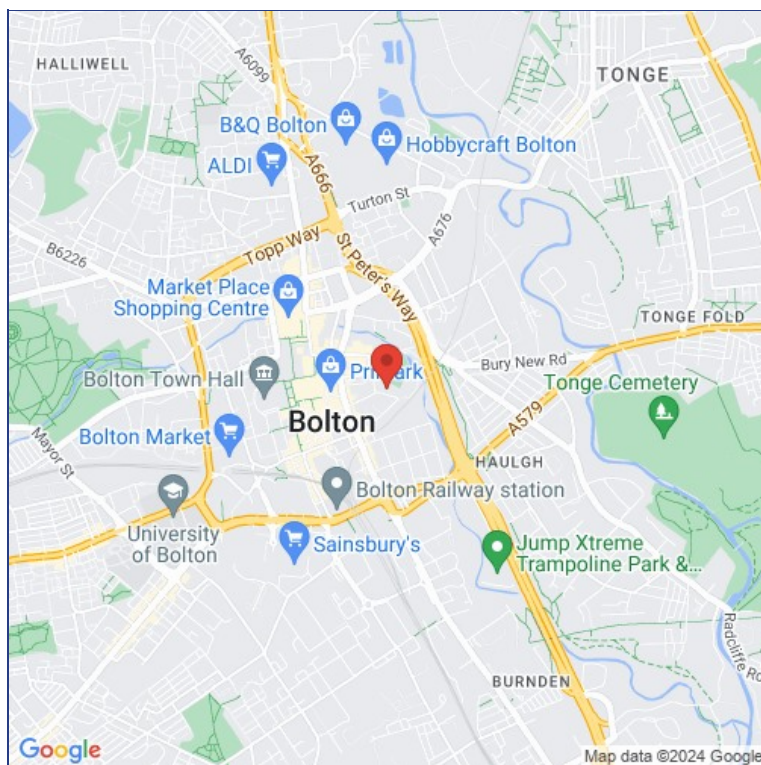 HALLIWELL
A6099
TONGE
B&Q Bolton
Hobbycraft Bolton
ALDI
A666
Turton St
A676
B6226
Topp Way
St Peter's Way
Market Place
Shopping Centre
TONGE FOLD
Bury New Rd
Bolton Town Hall
Primark
Tonge Cemetery
Bolton
A579
Bolton Market
Mayor St
HAULGH
Bolton Railway station
University
of Bolton
Sainsbury's
Jump Xtreme
Trampoline Park &...
Radcliffe Rd
BURNDEN
Google
Map data ©2024 Google